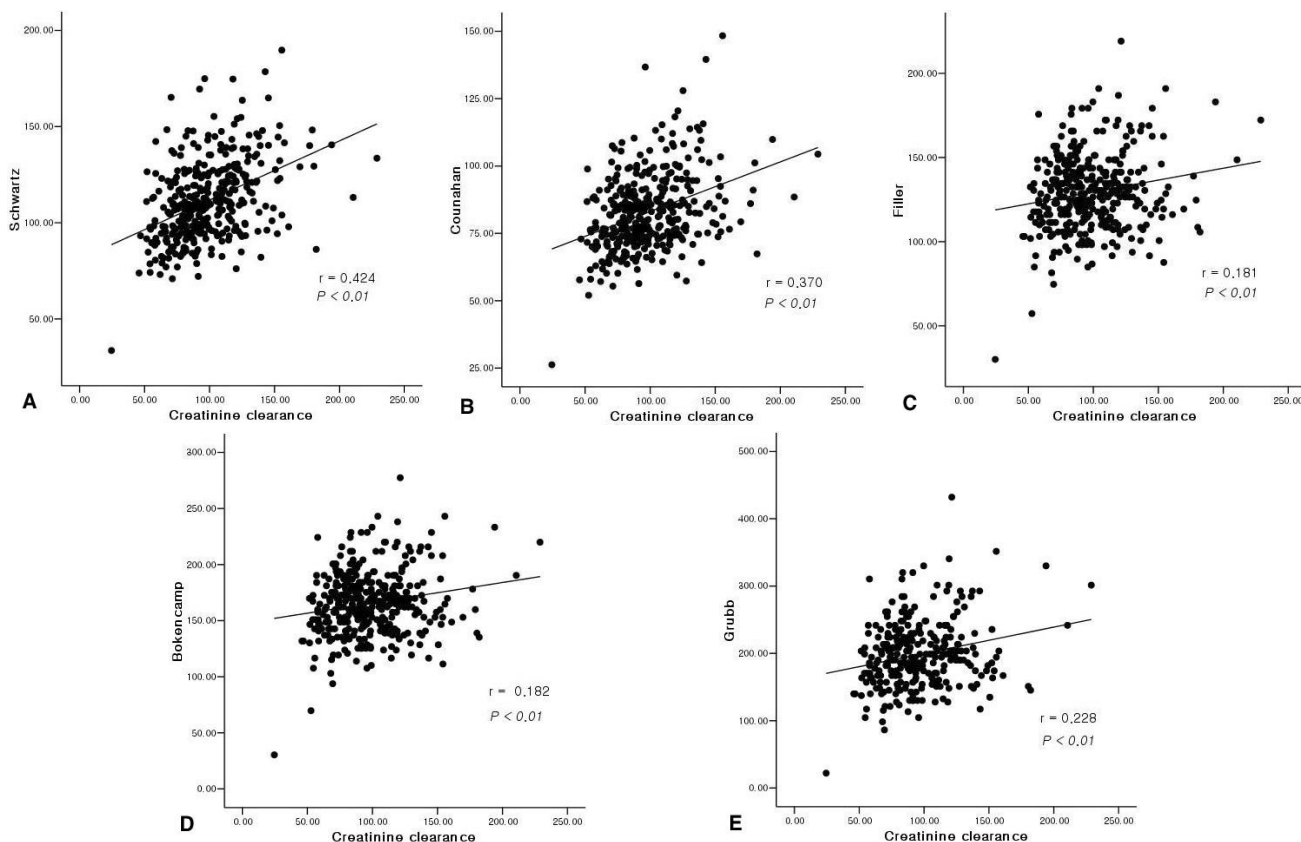 200.00
150.00
100.00
50.00
Schwartz
r = 0.424
P < 0.01
0.00 50.00 100.00 150.00 200.00 250.00
Creatinine clearance
A
150.00
125.00
100.00
75.00
50.00
25.00
Counahan
r = 0.370
P < 0.01
0.00 50.00 100.00 150.00 200.00 250.00
Creatinine clearance
B
200.00
150.00
100.00
50.00
Filler
r = 0.181
P < 0.01
0.00 50.00 100.00 150.00 200.00 250.00
Creatinine clearance
C
300.00
250.00
200.00
150.00
100.00
50.00
0.00
Bokencamp
r = 0.182
P < 0.01
0.00 50.00 100.00 150.00 200.00 250.00
Creatinine clearance
D
500.00
400.00
300.00
200.00
100.00
0.00
Grubb
r = 0.228
P < 0.01
0.00 50.00 100.00 150.00 200.00 250.00
Creatinine clearance
E